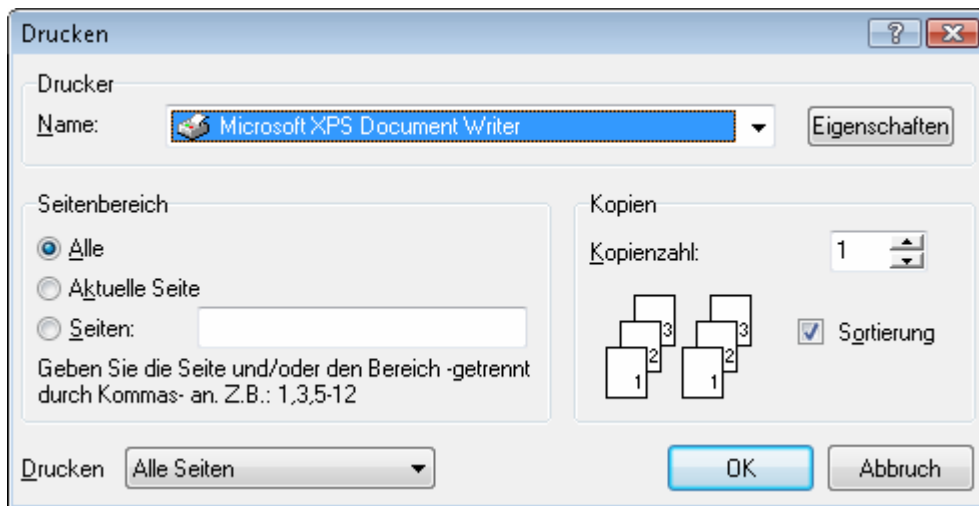 Drucken
Drucker
Name:
Microsoft XPS Document Writer
Eigenschaften
Seitenbereich
Alle
Aktuelle Seite
Seiten:
Geben Sie die Seite und/oder den Bereich -getrennt
durch Kommas- an. Z.B.: 1,3,5-12
Kopien
Kopienzahl:
1
3
2
1
3
2
1
Sortierung
Drucken
Alle Seiten
OK
Abbruch